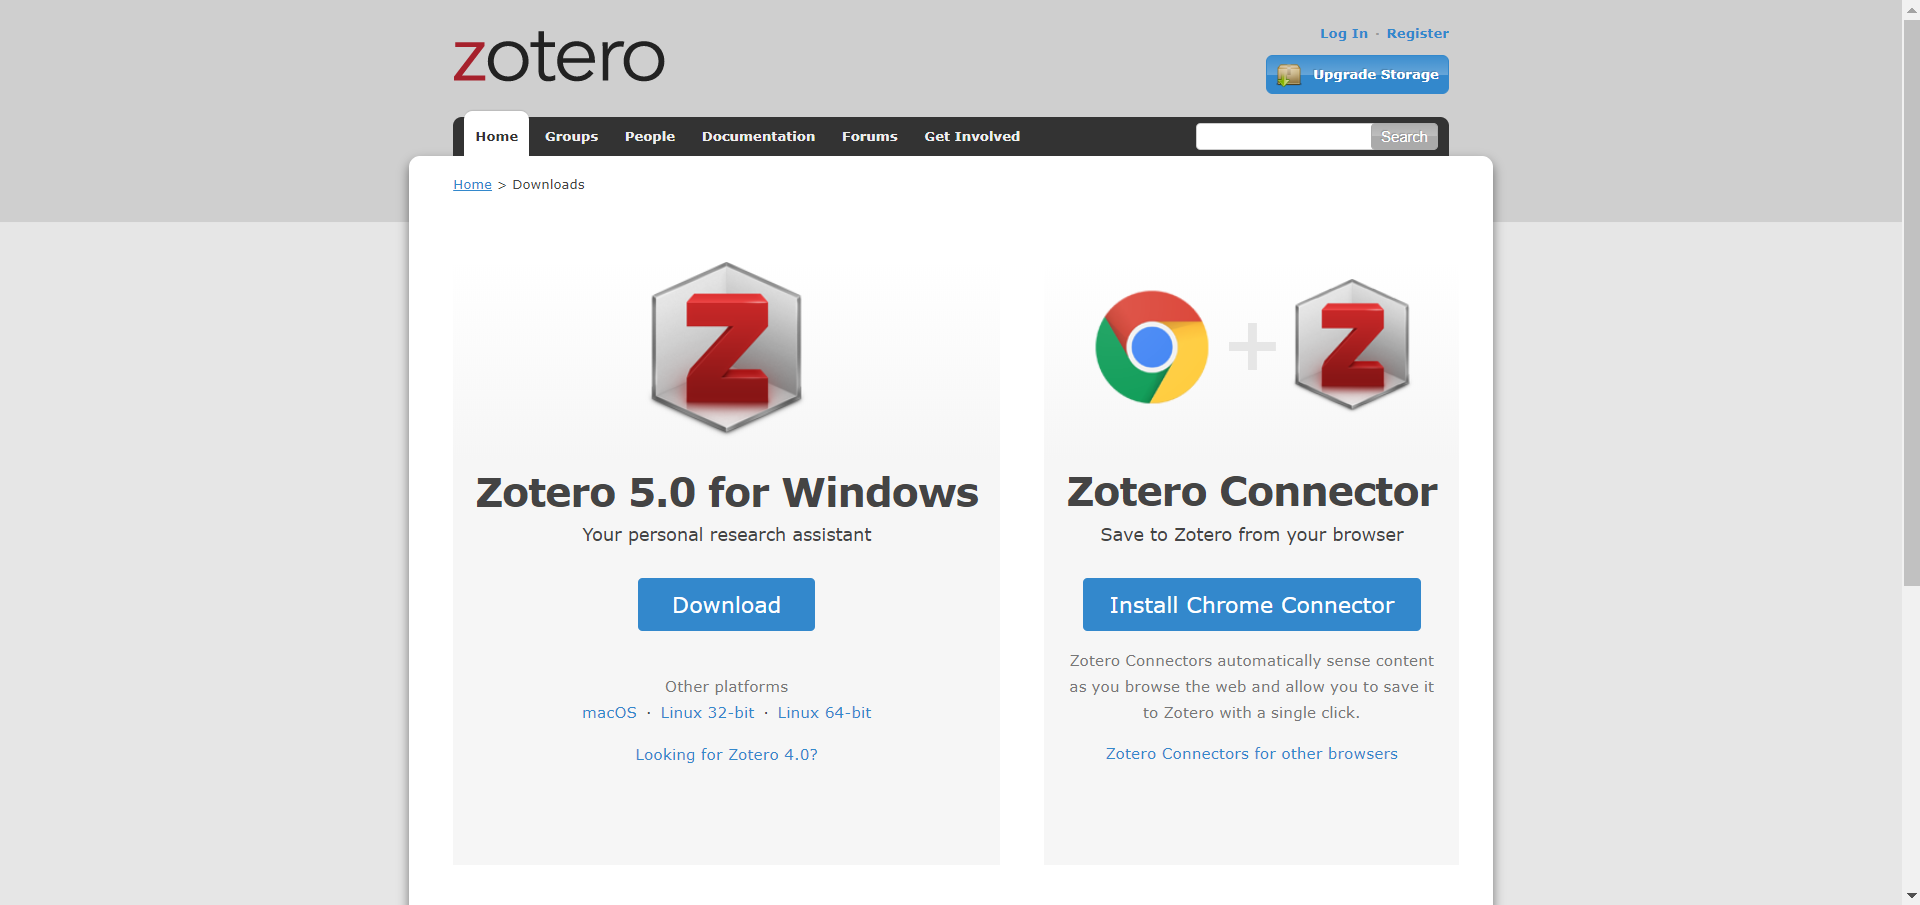 zotero
Log In - Register
Upgrade Storage
Home Groups People Documentation Forums Get Involved Search
Home > Downloads
Zotero 5.0 for Windows
Your personal research assistant
Download
Other platforms
macOS · Linux 32-bit · Linux 64-bit
Looking for Zotero 4.0?
Zotero Connector
Save to Zotero from your browser
Install Chrome Connector
Zotero Connectors automatically sense content
as you browse the web and allow you to save it
to Zotero with a single click.
Zotero Connectors for other browsers